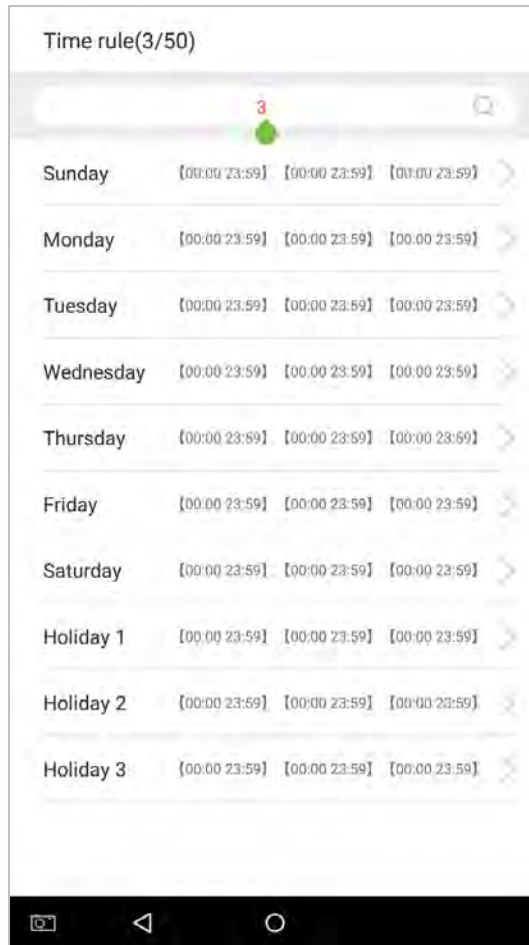 Time rule(3/50)
3
Sunday 【00:00 23:59】 【00:00 23:59】 【00:00 23:59】
Monday 【00:00 23:59】 【00:00 23:59】 【00:00 23:59】
Tuesday 【00:00 23:59】 【00:00 23:59】 【00:00 23:59】
Wednesday 【00:00 23:59】 【00:00 23:59】 【00:00 23:59】
Thursday 【00:00 23:59】 【00:00 23:59】 【00:00 23:59】
Friday 【00:00 23:59】 【00:00 23:59】 【00:00 23:59】
Saturday 【00:00 23:59】 【00:00 23:59】 【00:00 23:59】
Holiday 1 【00:00 23:59】 【00:00 23:59】 【00:00 23:59】
Holiday 2 【00:00 23:59】 【00:00 23:59】 【00:00 23:59】
Holiday 3 【00:00 23:59】 【00:00 23:59】 【00:00 23:59】